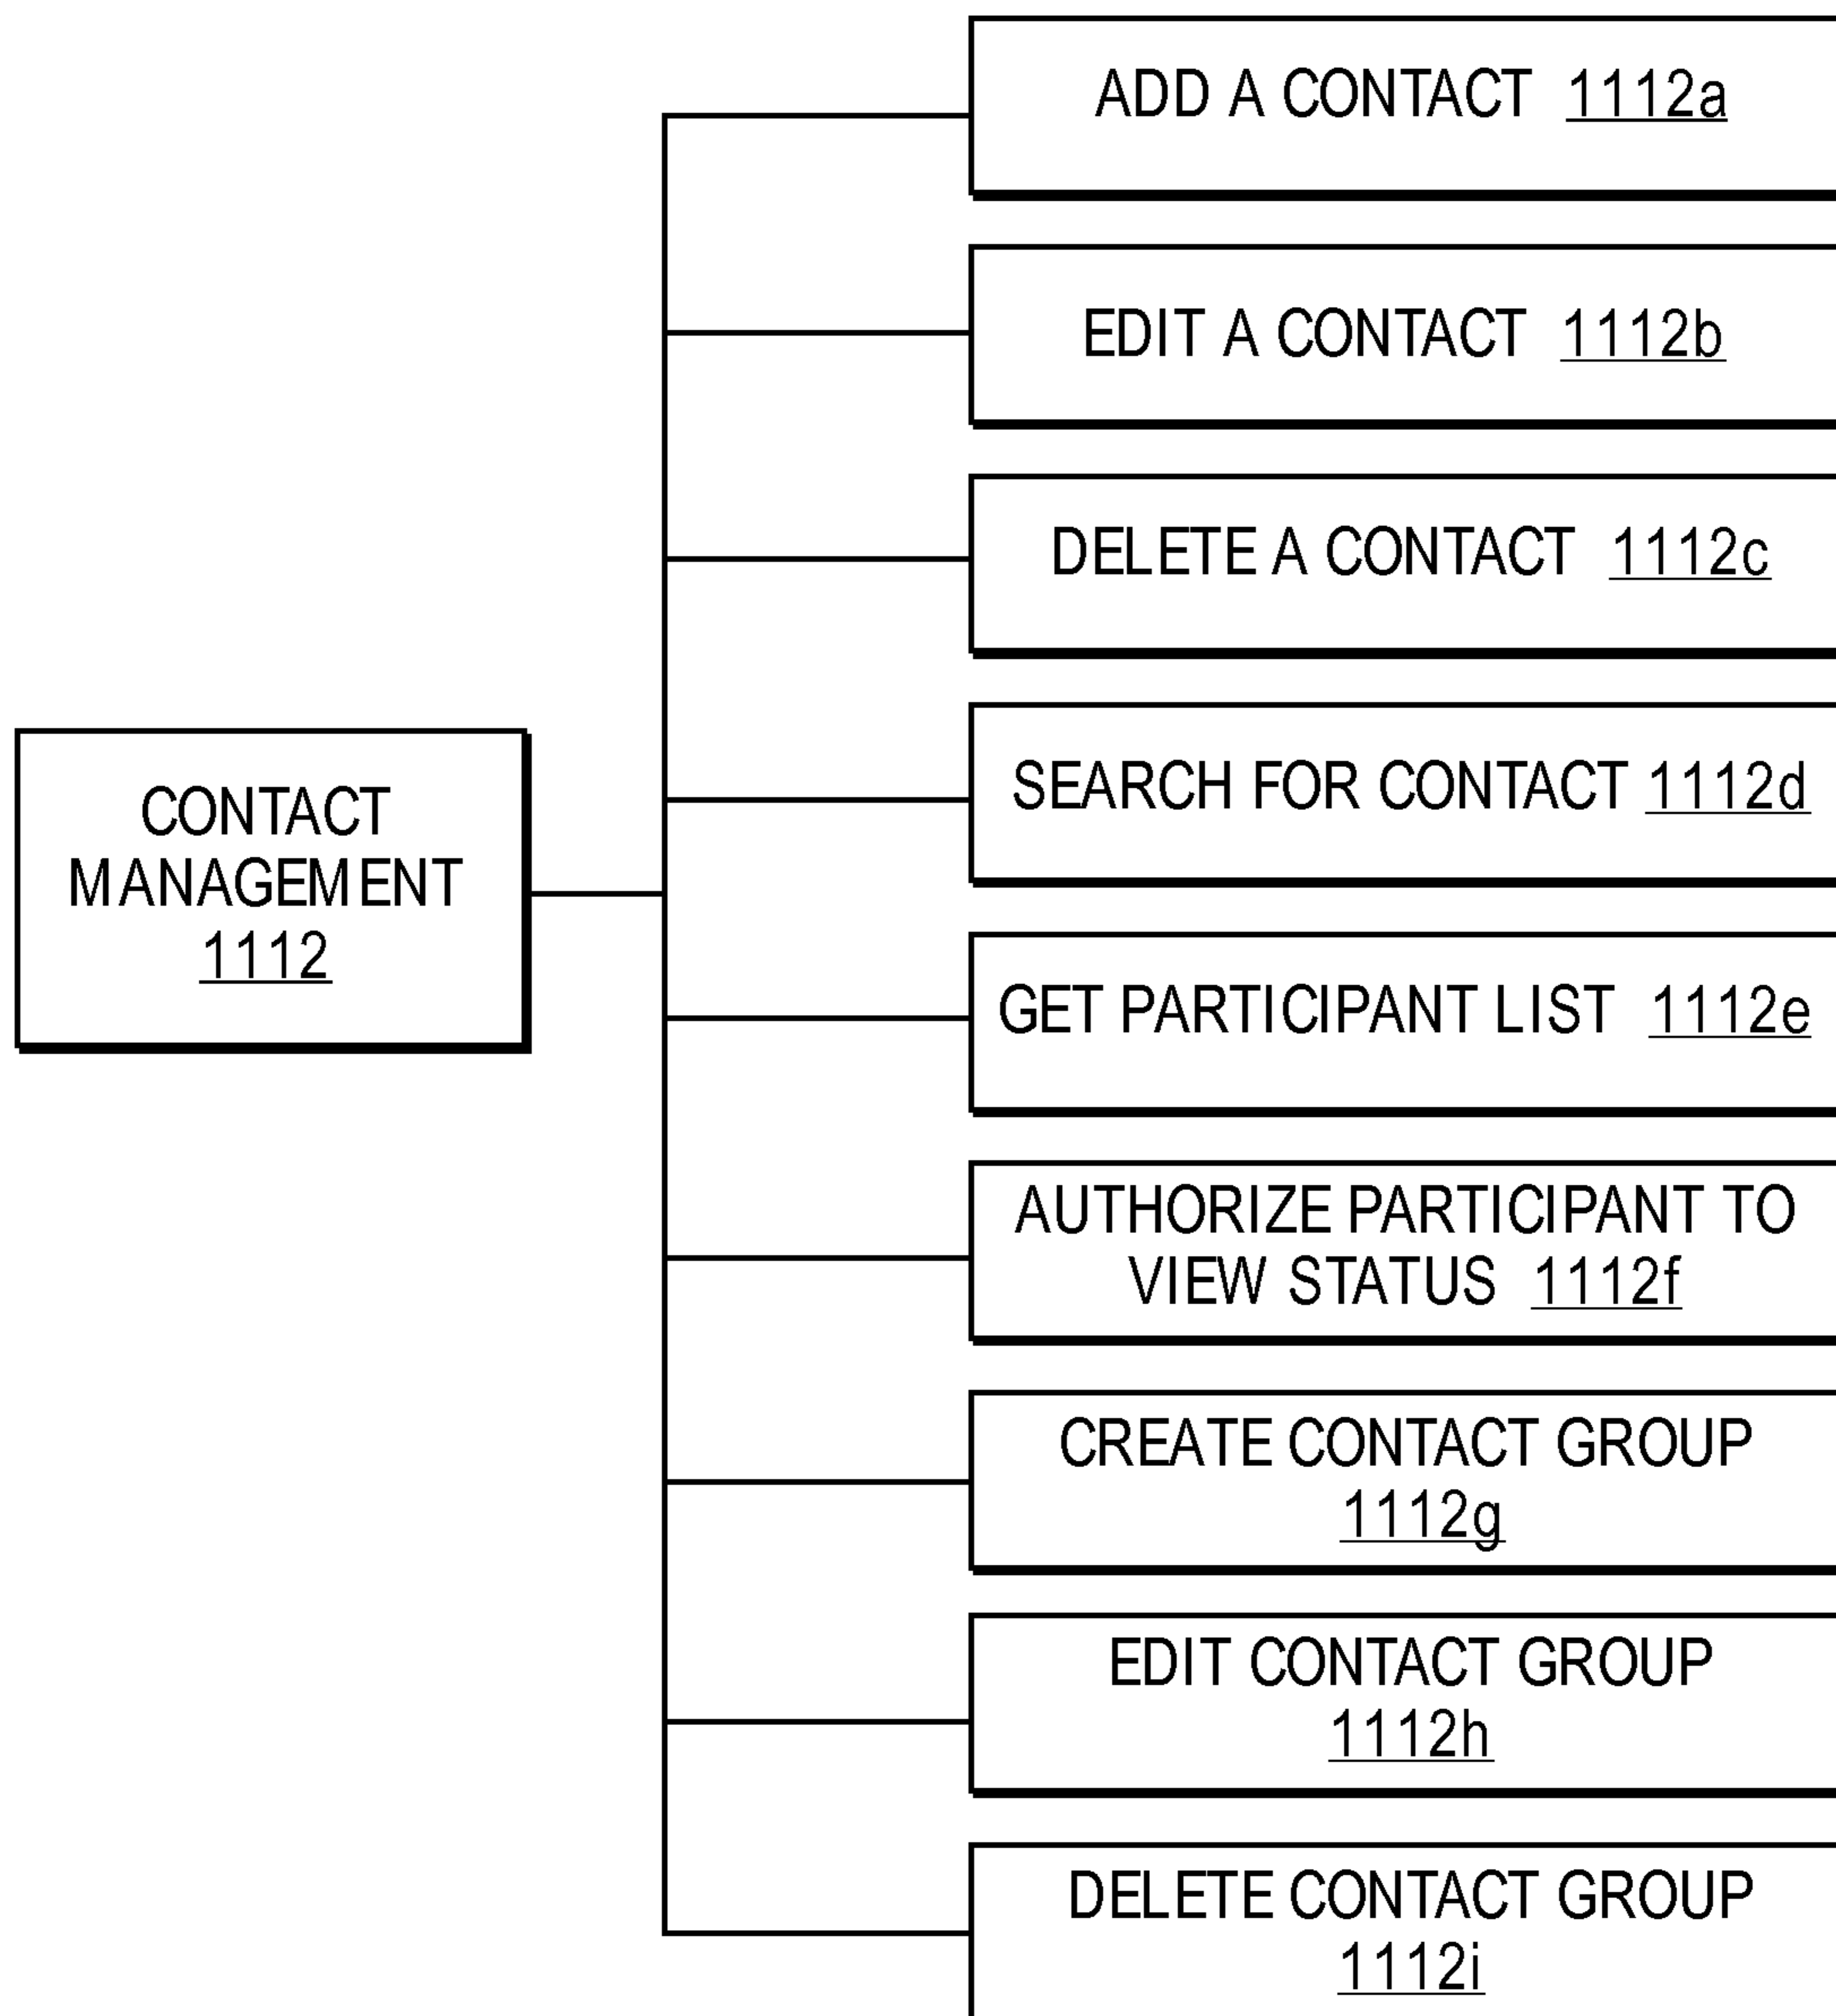 ADD A CONTACT 1112a
EDIT A CONTACT 1112b
DELETE A CONTACT 1112c
SEARCH FOR CONTACT 1112d
CONTACT
MANAGEMENT
1112
GET PARTICIPANT LIST 1112e
AUTHORIZE PARTICIPANT TO
VIEW STATUS 1112f
CREATE CONTACT GROUP
1112g
EDIT CONTACT GROUP
1112h
DELETE CONTACT GROUP
1112i